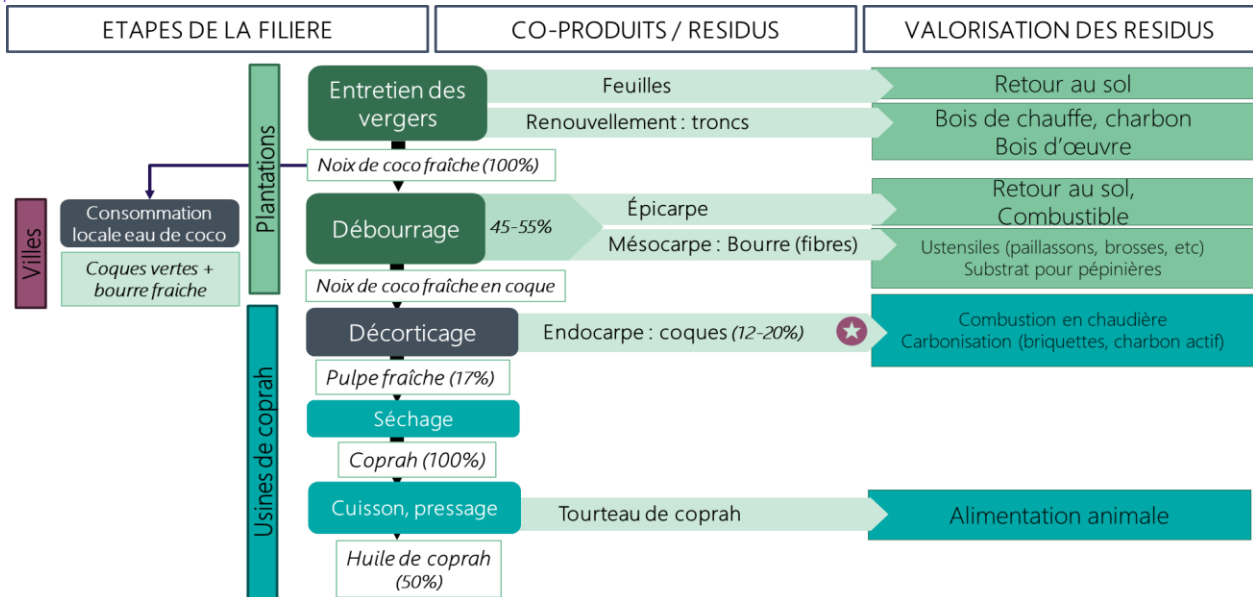 ETAPES DE LA FILIERE
CO-PRODUITS / RESIDUS
VALORISATION DES RESIDUS
Plantations
Entretien des
vergers
Feuilles
Retour au sol
Renouvellement : troncs
Bois de chauffe, charbon
Bois d'œuvre
Noix de coco fraîche (100%)
Villes
Consommation
locale eau de coco
Coques vertes +
bourre fraiche
Débourrage
45-55%
Épicarpe
Retour au sol,
Combustible
Mésocarpe : Bourre (fibres)
Ustensiles (paillassons, brosses, etc)
Substrat pour pépinières
Noix de coco fraîche en coque
Usines de coprah
Décorticage
Endocarpe : coques (12-20%)
Combustion en chaudière
Carbonisation (briquettes, charbon actif)
Pulpe fraîche (17%)
Séchage
Coprah (100%)
Cuisson, pressage
Tourteau de coprah
Alimentation animale
Huile de coprah
(50%)